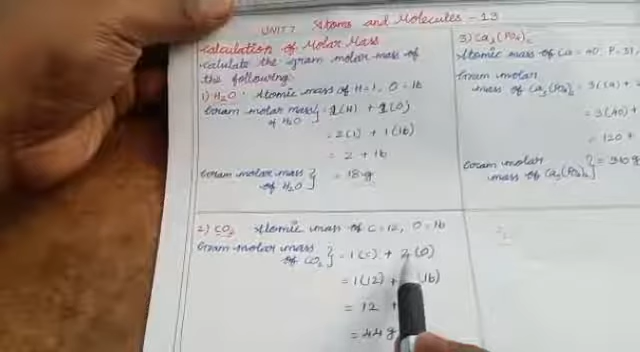 UNIT 7 Atoms and Molecules - 13
Calculation of Molar Mass
Calulate the gram molar mass of
the following:
1) H₂O · Atomic mass of H=1, O=16
Gram molar mass of H₂O } = 2(H) + 1(O)
= 2(1) + 1(16)
= 2 + 16
Gram molar mass of H₂O } = 18 g
2) CO₂ Atomic mass of C=12, O=16
Gram molar mass of CO₂ } = 1(C) + 2(O)
= 1(12) + 16)
= 12 +
= 44 g
3) Ca₃(PO₄)₂
Atomic mass of Ca = 40, P=31,
Gram molar
mass of Ca₃(PO₄)₂ = 3(Ca) +
= 3(40) +
= 120 +
Gram molar mass of Ca₃(PO₄)₂ } = 310 g